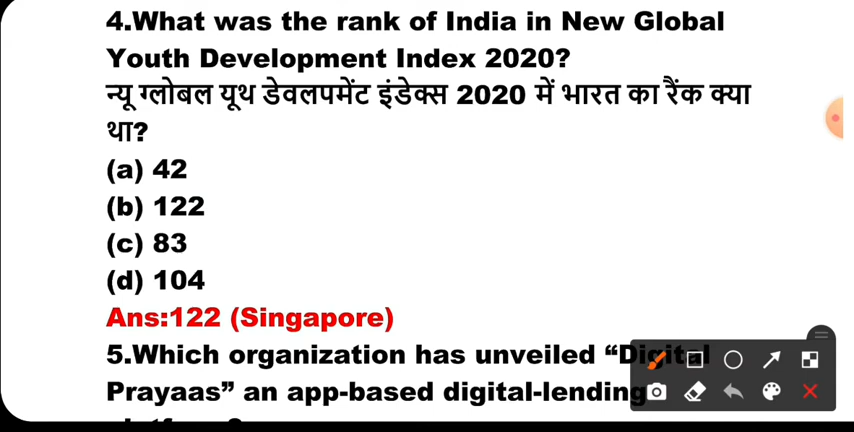 4.What was the rank of India in New Global
Youth Development Index 2020?
न्यू ग्लोबल यूथ डेवलपमेंट इंडेक्स 2020 में भारत का रैंक क्या
था?
(a) 42
(b) 122
(c) 83
(d) 104
Ans:122 (Singapore)
5.Which organization has unveiled “Digital
Prayaas” an app-based digital-lending